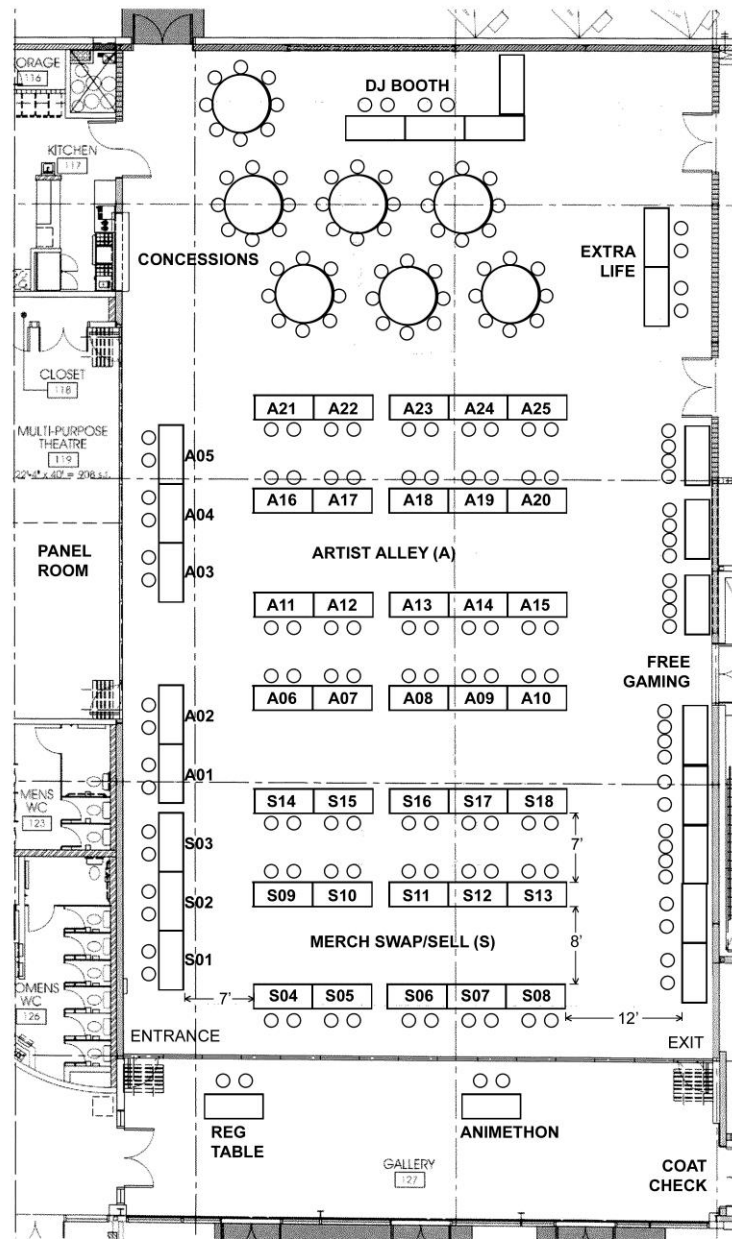 ORAGE
116
DJ BOOTH
KITCHEN
117
CONCESSIONS
EXTRA
LIFE
CLOSET
118
A21 A22 A23 A24 A25
MULTI-PURPOSE
THEATRE
119
22'-4" x 40' = 908 s.f.
A05
A16 A17 A18 A19 A20
A04
PANEL
ROOM
ARTIST ALLEY (A)
A03
A11 A12 A13 A14 A15
FREE
GAMING
A06 A07 A08 A09 A10
A02
A01
MENS
WC
123
S14 S15 S16 S17 S18
S03
7'
S09 S10 S11 S12 S13
S02
MERCH SWAP/SELL (S)
8'
S01
OMENS
WC
126
7'
S04 S05 S06 S07 S08
12'
ENTRANCE
EXIT
REG
TABLE
ANIMETHON
GALLERY
127
COAT
CHECK